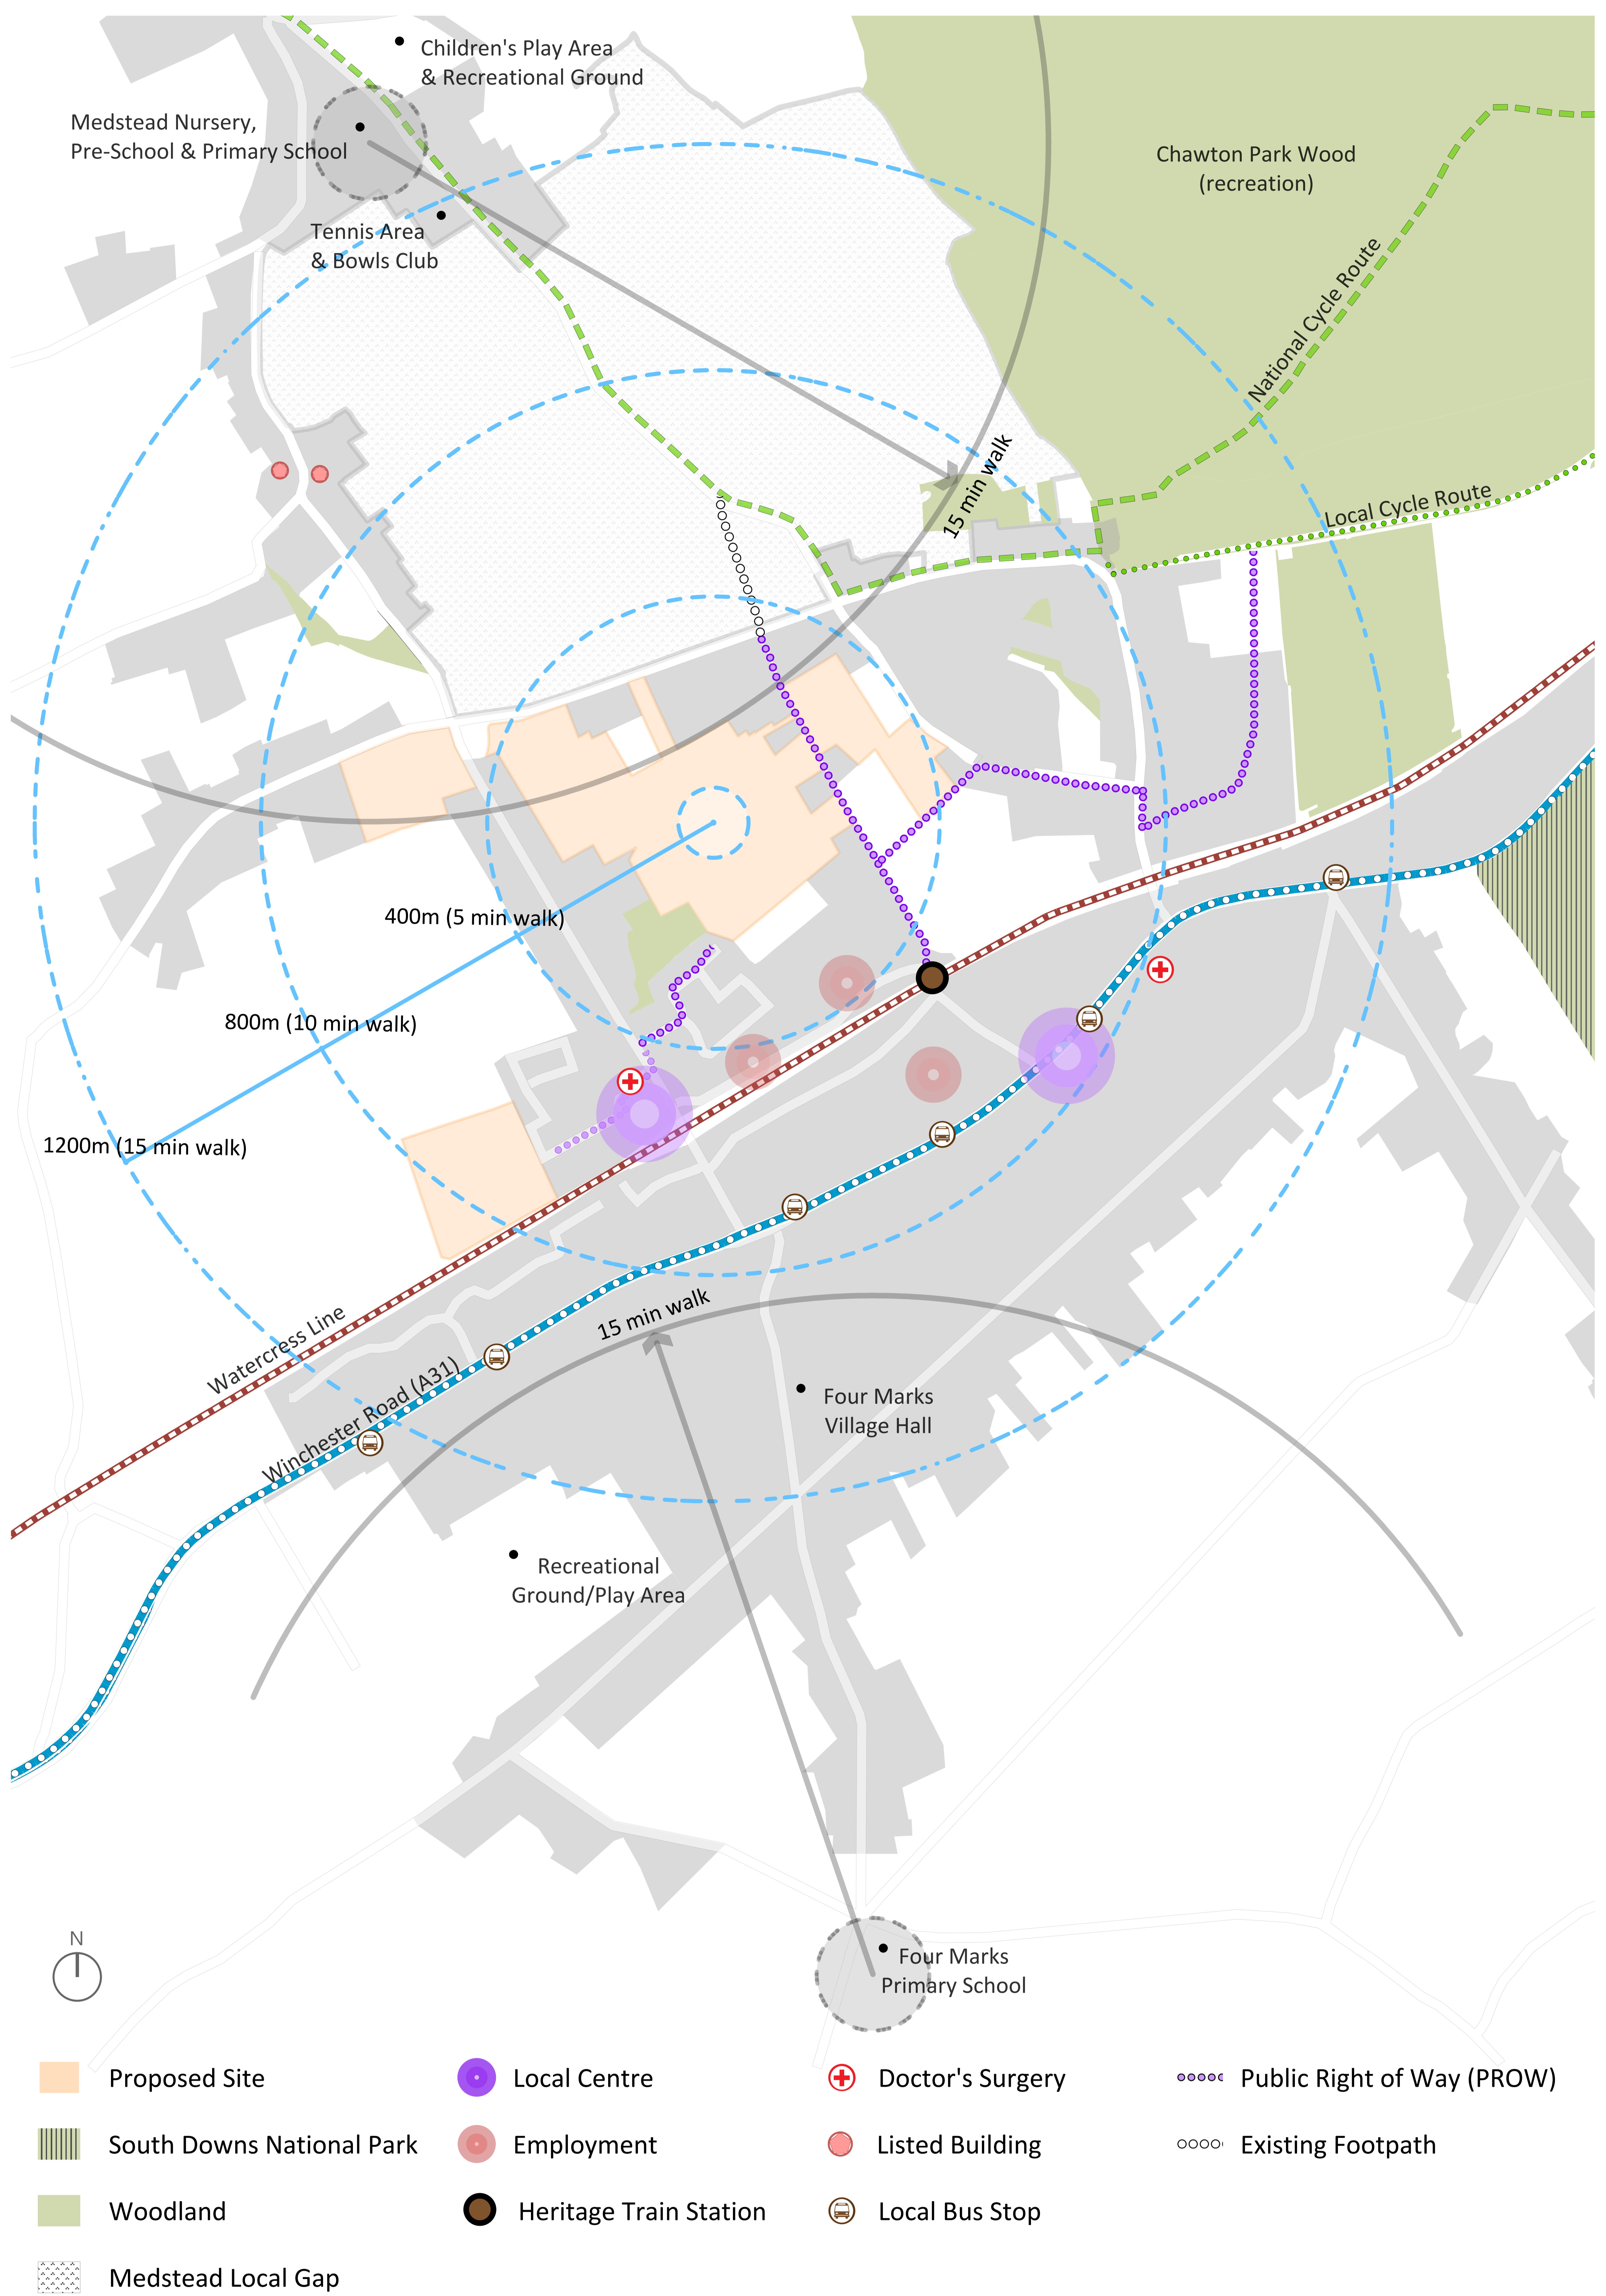 Children's Play Area
& Recreational Ground
Medstead Nursery,
Pre-School & Primary School
Chawton Park Wood
(recreation)
Tennis Area
& Bowls Club
National Cycle Route
15 min walk
Local Cycle Route
400m (5 min walk)
800m (10 min walk)
1200m (15 min walk)
Watercress Line
15 min walk
Winchester Road (A31)
Four Marks
Village Hall
Recreational
Ground/Play Area
N
Four Marks
Primary School
Proposed Site
Local Centre
Doctor's Surgery
Public Right of Way (PROW)
South Downs National Park
Employment
Listed Building
Existing Footpath
Woodland
Heritage Train Station
Local Bus Stop
Medstead Local Gap